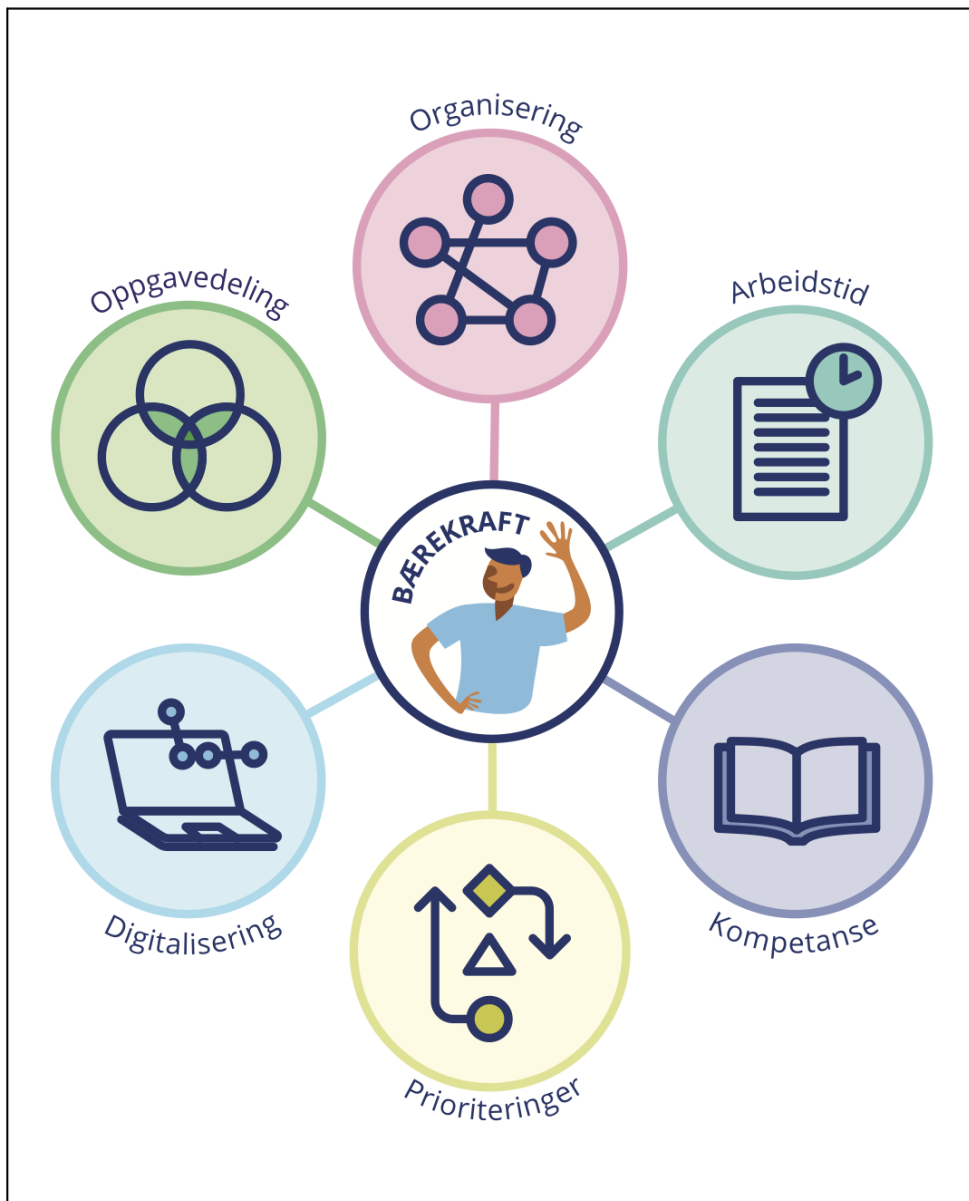 Organisering
Oppgavedeling
Arbeidstid
BÆREKRAFT
Digitalisering
Kompetanse
Prioriteringer